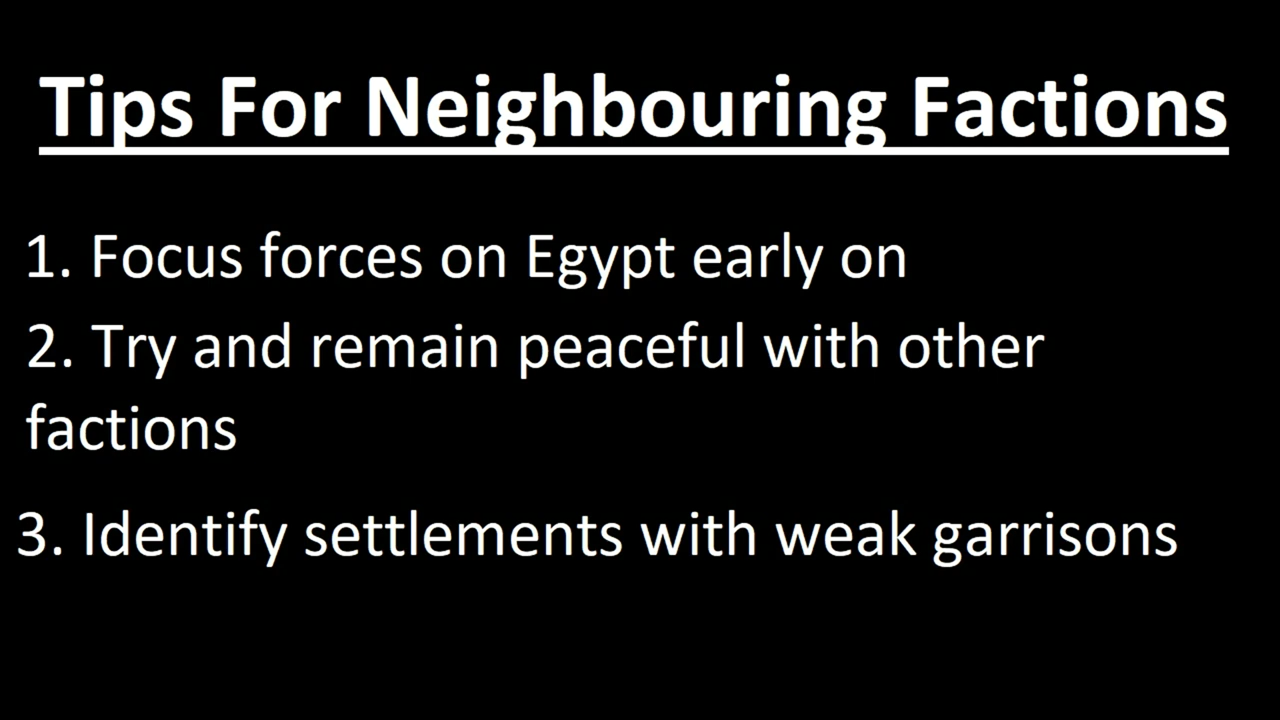 Tips For Neighbouring Factions
1. Focus forces on Egypt early on
2. Try and remain peaceful with other
factions
3. Identify settlements with weak garrisons